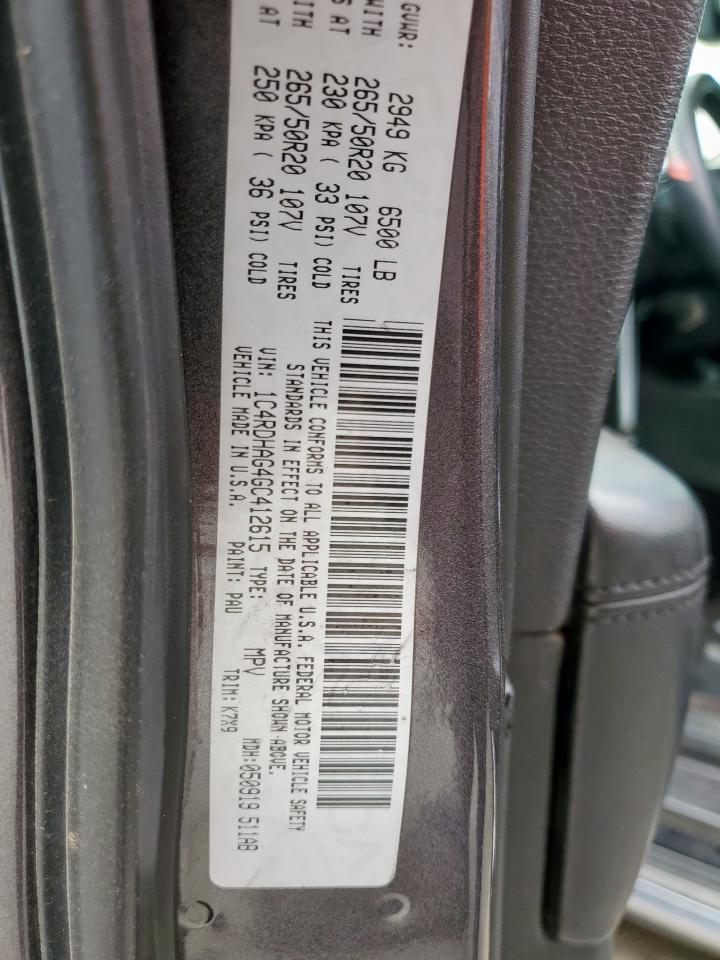 GVWR: 2949 KG 6500 LB
WITH 265/50R20 107V TIRES
S AT 230 KPA ( 33 PSI) COLD
ITH 265/50R20 107V TIRES
AT 250 KPA ( 36 PSI) COLD
THIS VEHICLE CONFORMS TO ALL APPLICABLE U.S.A. FEDERAL MOTOR VEHICLE SAFETY
STANDARDS IN EFFECT ON THE DATE OF MANUFACTURE SHOWN ABOVE.
VIN: 1C4RDHAG4GC412615 TYPE: MPV MDH:050919 511AB
VEHICLE MADE IN U.S.A. PAINT: PAU TRIM: K7X9